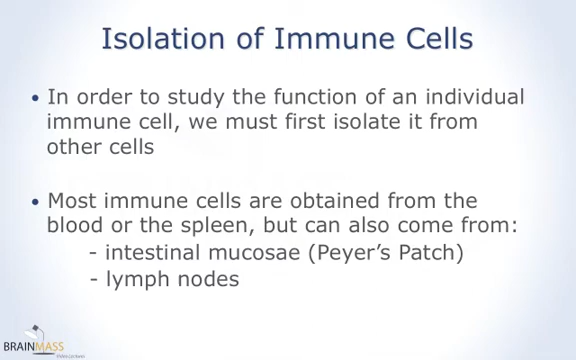 Isolation of Immune Cells
• In order to study the function of an individual
immune cell, we must first isolate it from
other cells
• Most immune cells are obtained from the
blood or the spleen, but can also come from:
- intestinal mucosae (Peyer's Patch)
- lymph nodes
BRAINMASS